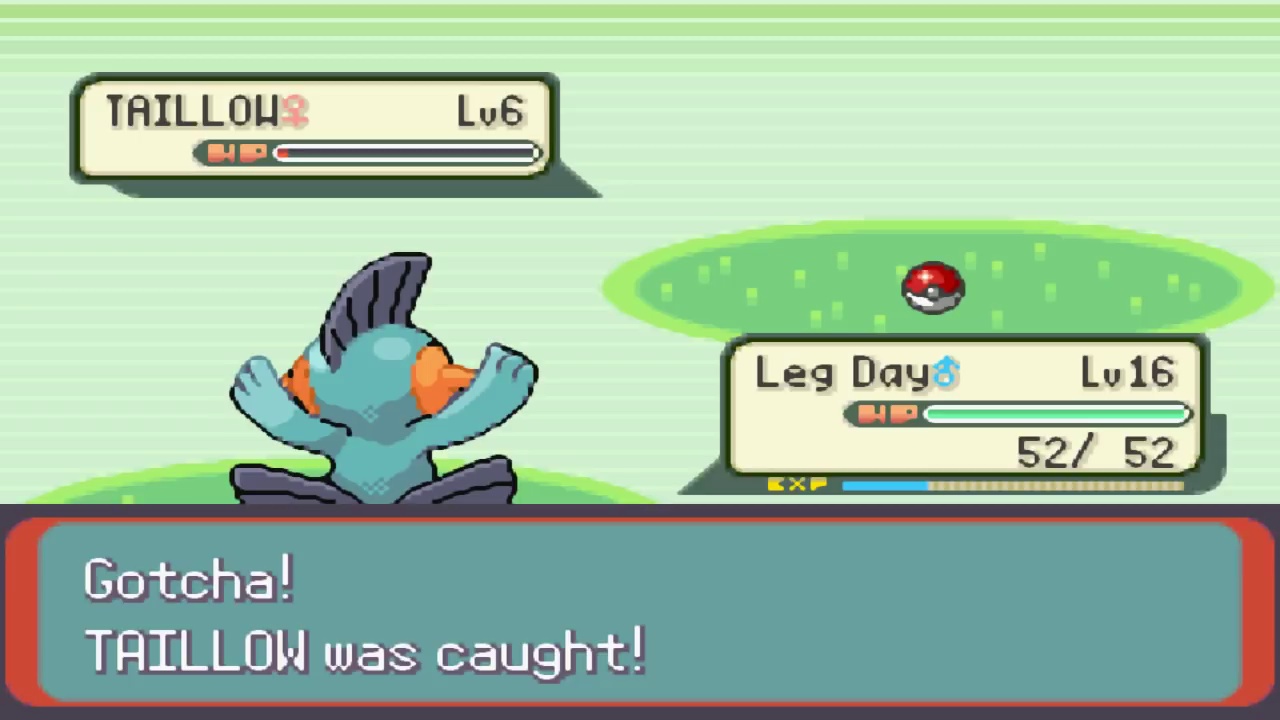 TAILLOW♀ Lv6
HP
Leg Day♂ Lv16
HP
52/ 52
EXP
Gotcha!
TAILLOW was caught!